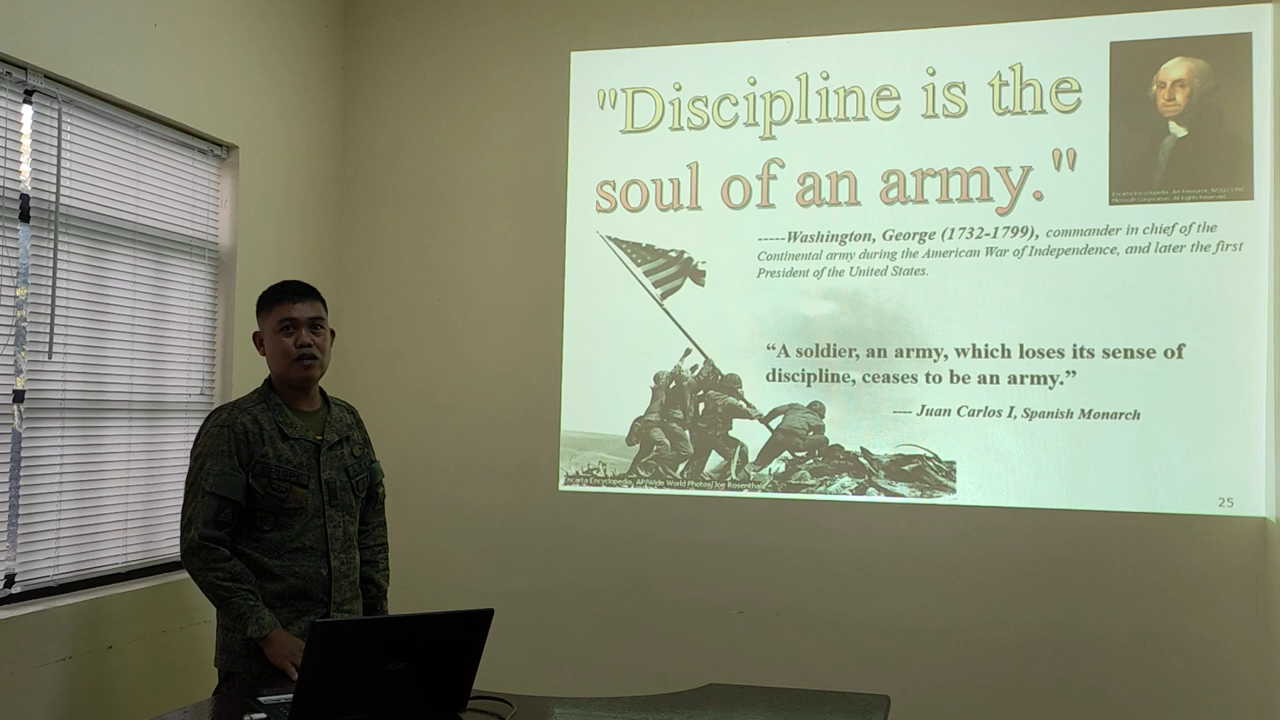 "Discipline is the
soul of an army."
-----Washington, George (1732-1799), commander in chief of the
Continental army during the American War of Independence, and later the first
President of the United States.
“A soldier, an army, which loses its sense of
discipline, ceases to be an army.”
---- Juan Carlos I, Spanish Monarch
Encarta Encyclopedia, AP/Wide World Photos/Joe Rosenthal
25